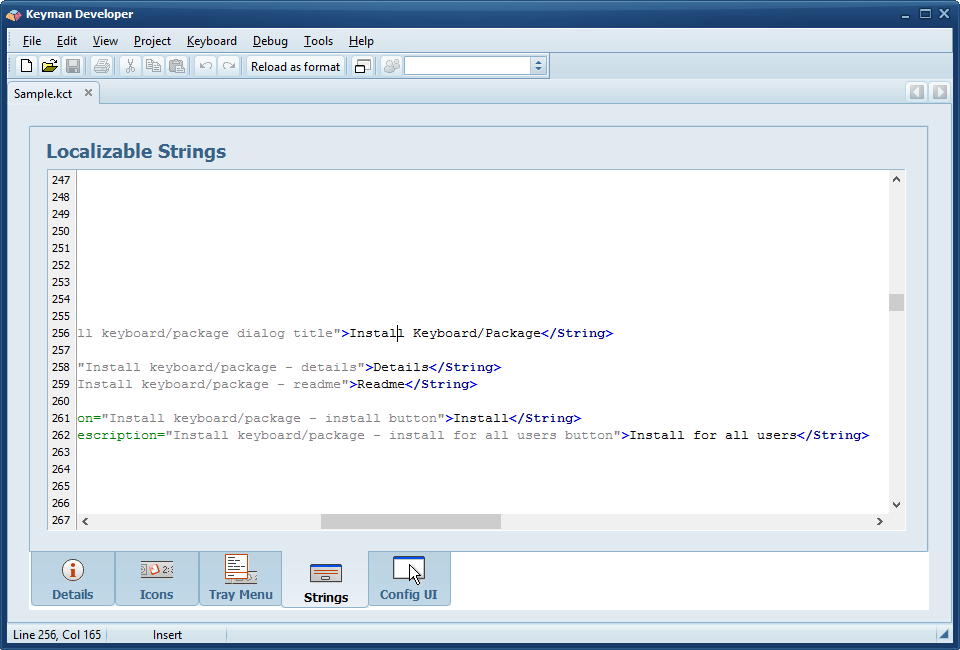 Keyman Developer
File Edit View Project Keyboard Debug Tools Help
Reload as format
Sample.kct
Localizable Strings
247
248
249
250
251
252
253
254
255
256 ll keyboard/package dialog title">Install Keyboard/Package</String>
257
258 "Install keyboard/package - details">Details</String>
259 Install keyboard/package - readme">Readme</String>
260
261 on="Install keyboard/package - install button">Install</String>
262 escription="Install keyboard/package - install for all users button">Install for all users</String>
263
264
265
266
267
Details Icons Tray Menu Strings Config UI
Line 256, Col 165 Insert